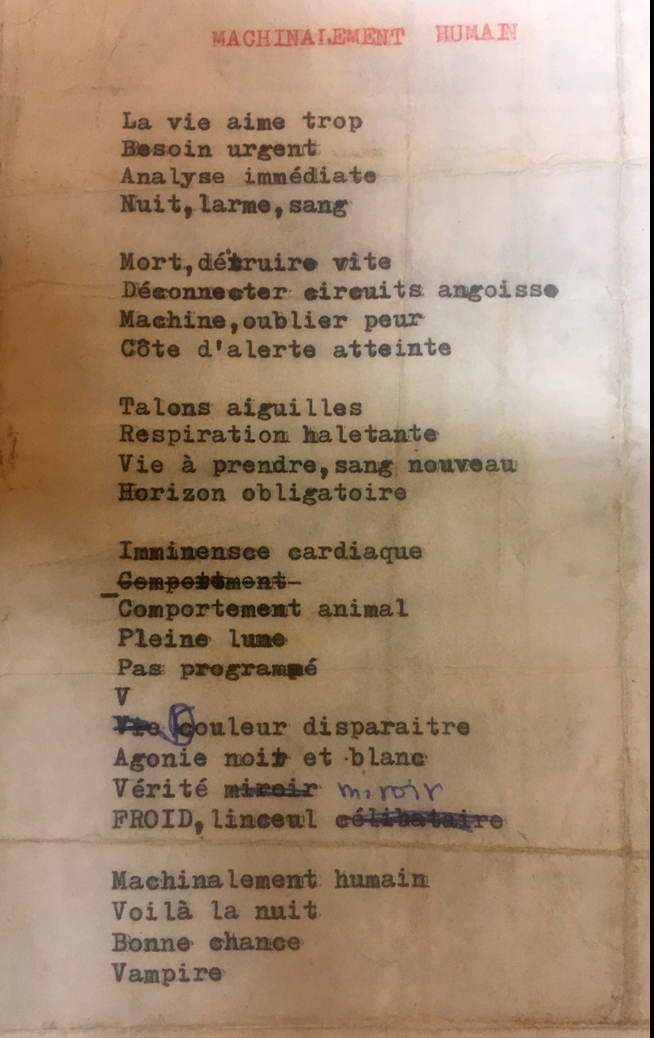 MACHINALEMENT HUMAIN
La vie aime trop
Besoin urgent
Analyse immédiate
Nuit,larme,sang
Mort,détruire vite
Déconnecter circuits angoisse
Machine,oublier peur
Côte d'alerte atteinte
Talons aiguilles
Respiration haletante
Vie à prendre,sang nouveau
Horizon obligatoire
Imminensce cardiaque
Comportment
Comportement animal
Pleine lune
Pas programmé
V
Vie Couleur disparaitre
Agonie noir et blanc
Vérité miroir miroir
FROID,linceul célibataire
Machinalement humain
Voilà la nuit
Bonne chance
Vampire